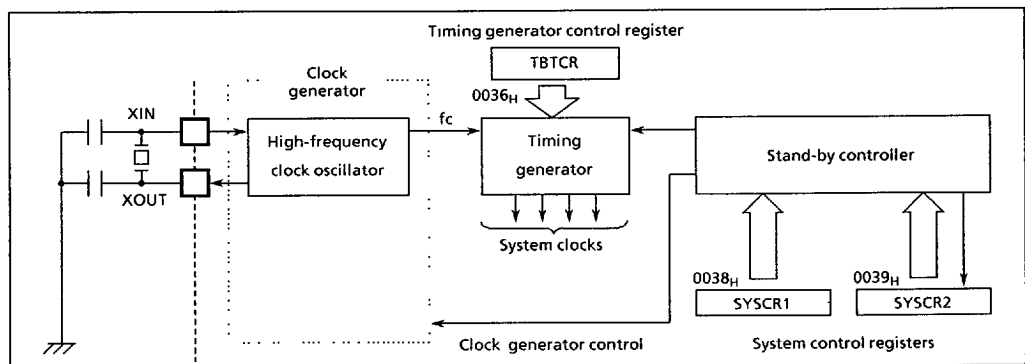 Timing generator control register
TBTCR
0036H
Clock
generator
XIN
XOUT
High-frequency
clock oscillator
fc
Timing
generator
System clocks
Stand-by controller
0038H
SYSCR1
0039H
SYSCR2
Clock generator control
System control registers